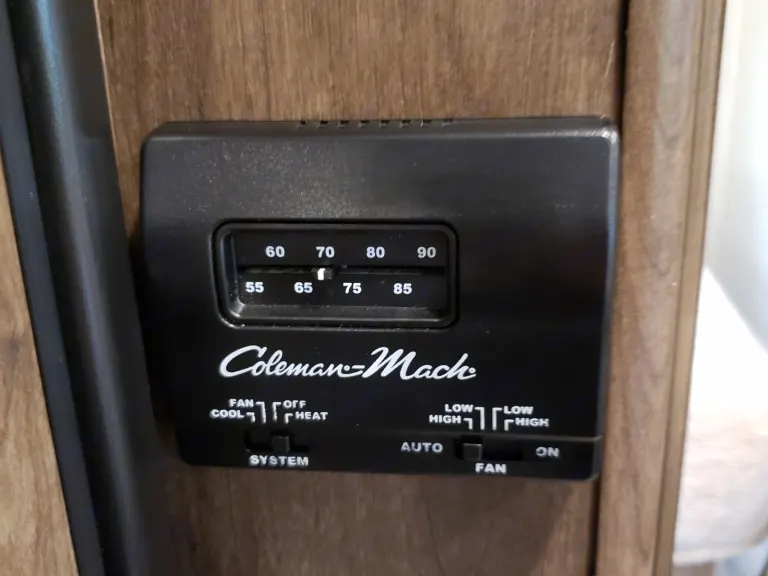 60 70 80 90
55 65 75 85
Coleman-Mach
FAN OFF
COOL HEAT
SYSTEM
LOW LOW
HIGH HIGH
AUTO ON
FAN